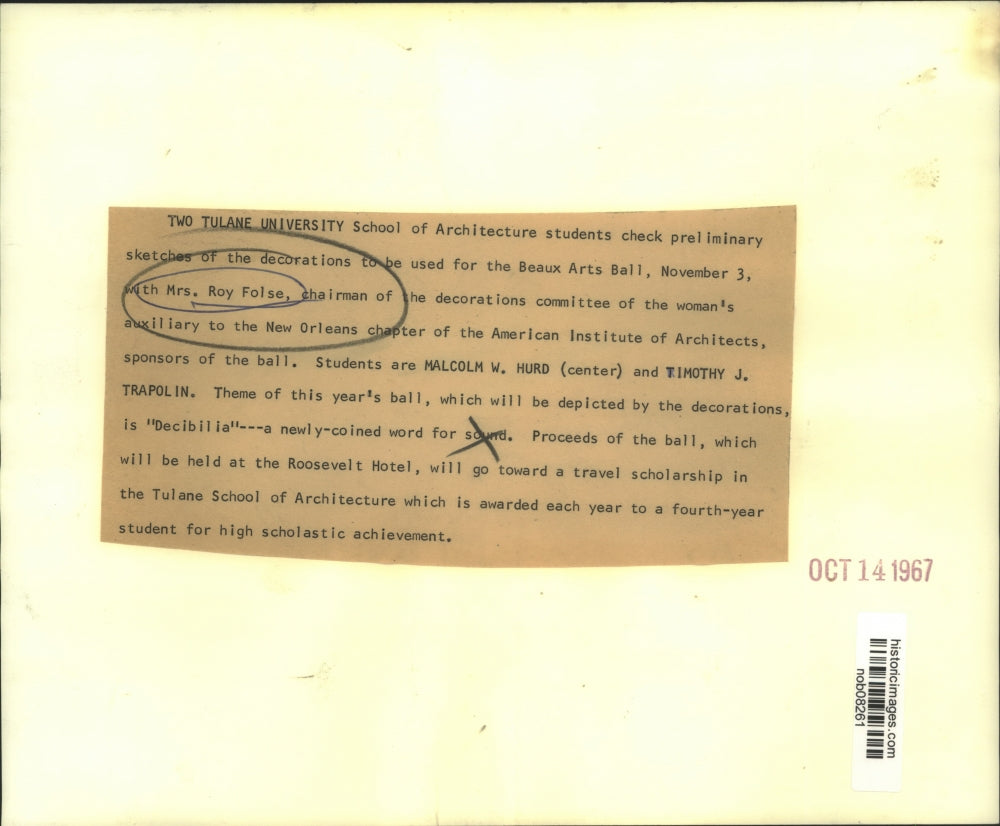 TWO TULANE UNIVERSITY School of Architecture students check preliminary
sketches of the decorations to be used for the Beaux Arts Ball, November 3,
with Mrs. Roy Folse, chairman of the decorations committee of the woman's
auxiliary to the New Orleans chapter of the American Institute of Architects,
sponsors of the ball. Students are MALCOLM W. HURD (center) and TIMOTHY J.
TRAPOLIN. Theme of this year's ball, which will be depicted by the decorations,
is "Decibilia"---a newly-coined word for sound. Proceeds of the ball, which
will be held at the Roosevelt Hotel, will go toward a travel scholarship in
the Tulane School of Architecture which is awarded each year to a fourth-year
student for high scholastic achievement.
OCT 14 1967
historicimages.com
nob08261